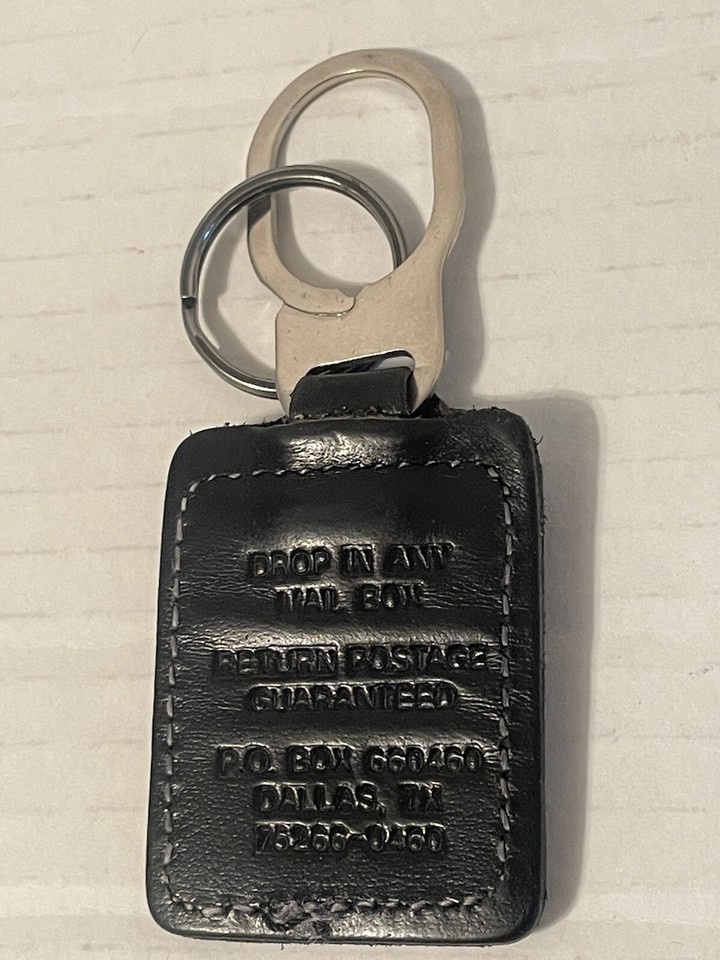 DROP IN ANY
MAIL BOX
RETURN POSTAGE
GUARANTEED
P.O. BOX 660460
DALLAS, TX
75266-0460